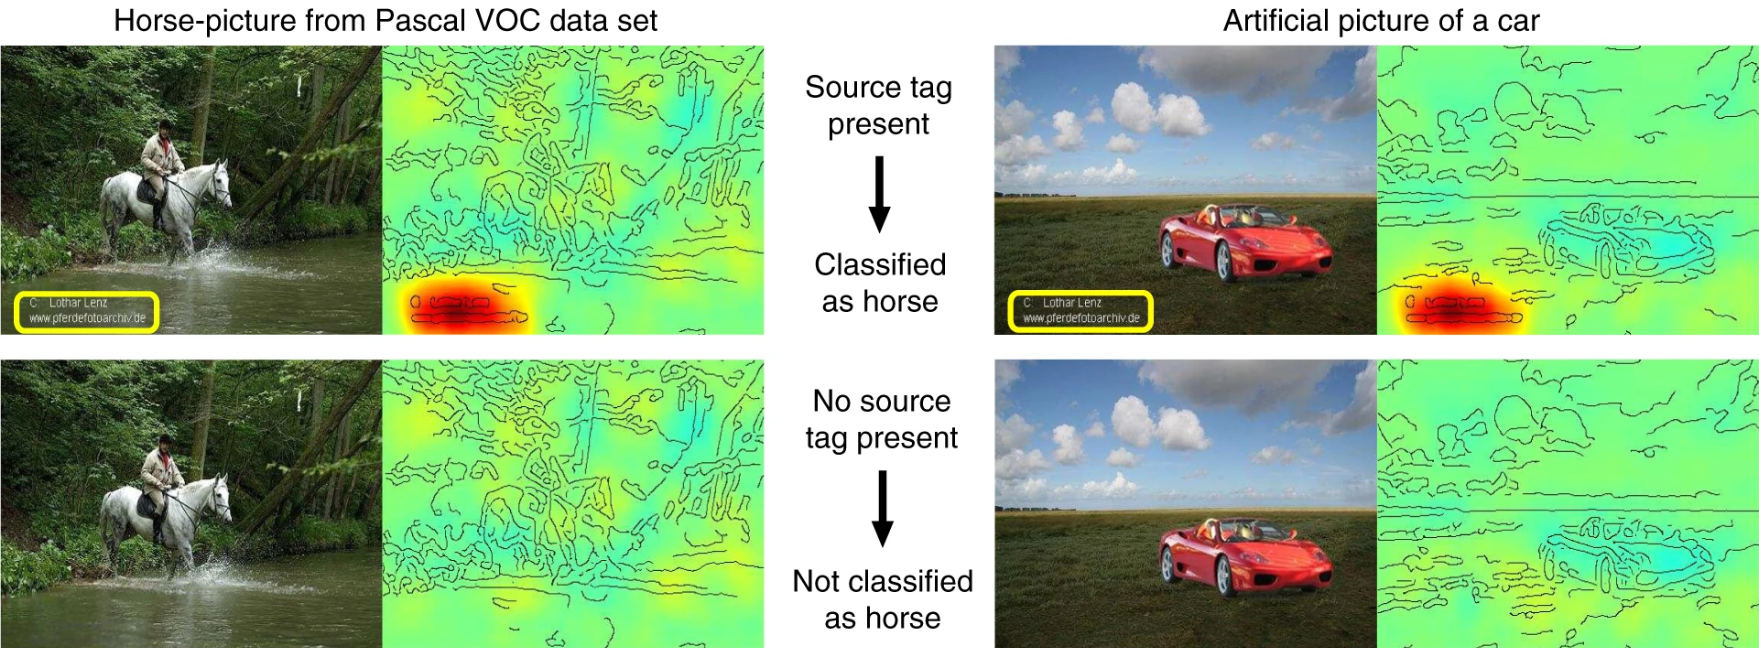 Horse-picture from Pascal VOC data set
Artificial picture of a car
Source tag
present
Classified
as horse
C: Lothar Lenz
www.pferdefotoarchiv.de
C: Lothar Lenz
www.pferdefotoarchiv.de
No source
tag present
Not classified
as horse